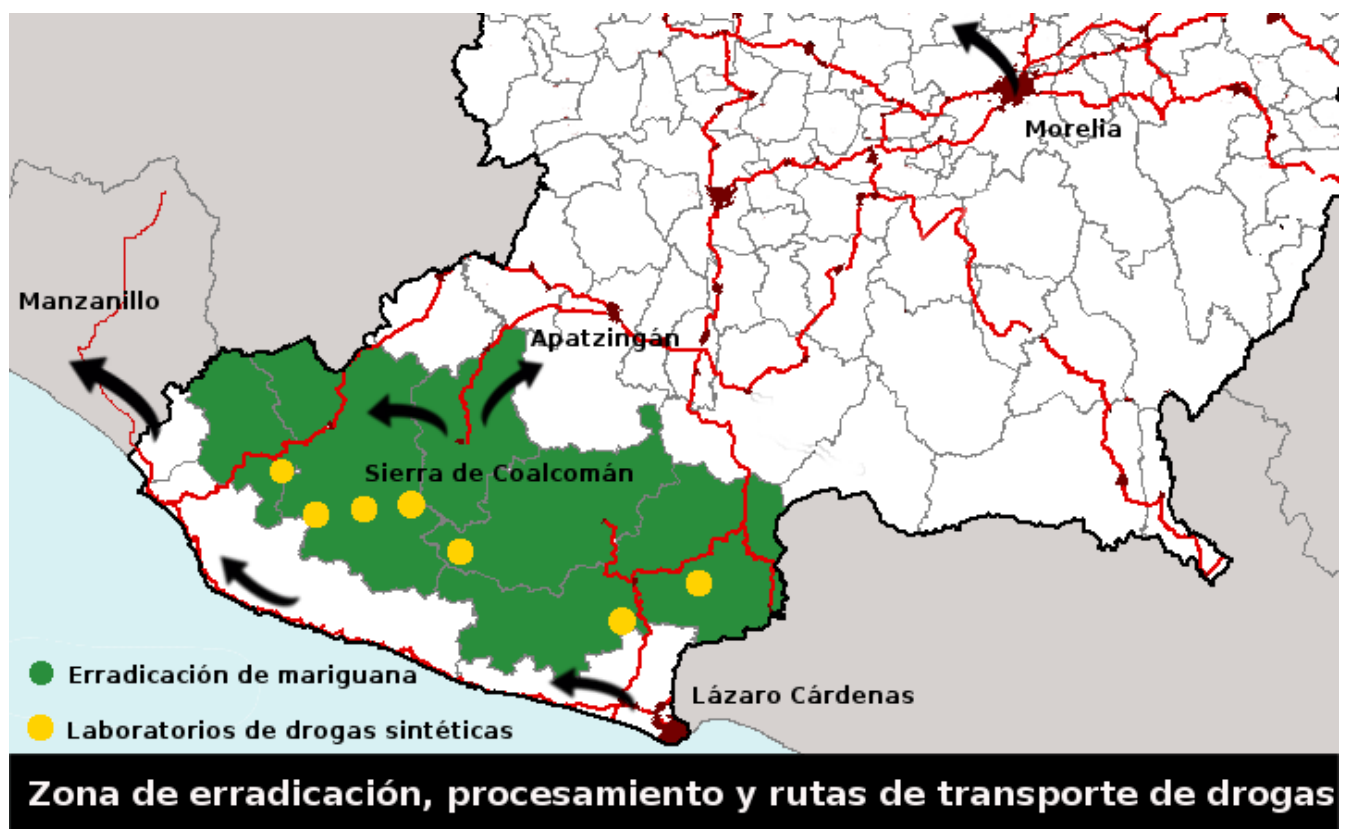 Morelia
Manzanillo
Apatzingán
Sierra de Coalcomán
Erradicación de mariguana
Lázaro Cárdenas
Laboratorios de drogas sintéticas
Zona de erradicación, procesamiento y rutas de transporte de drogas